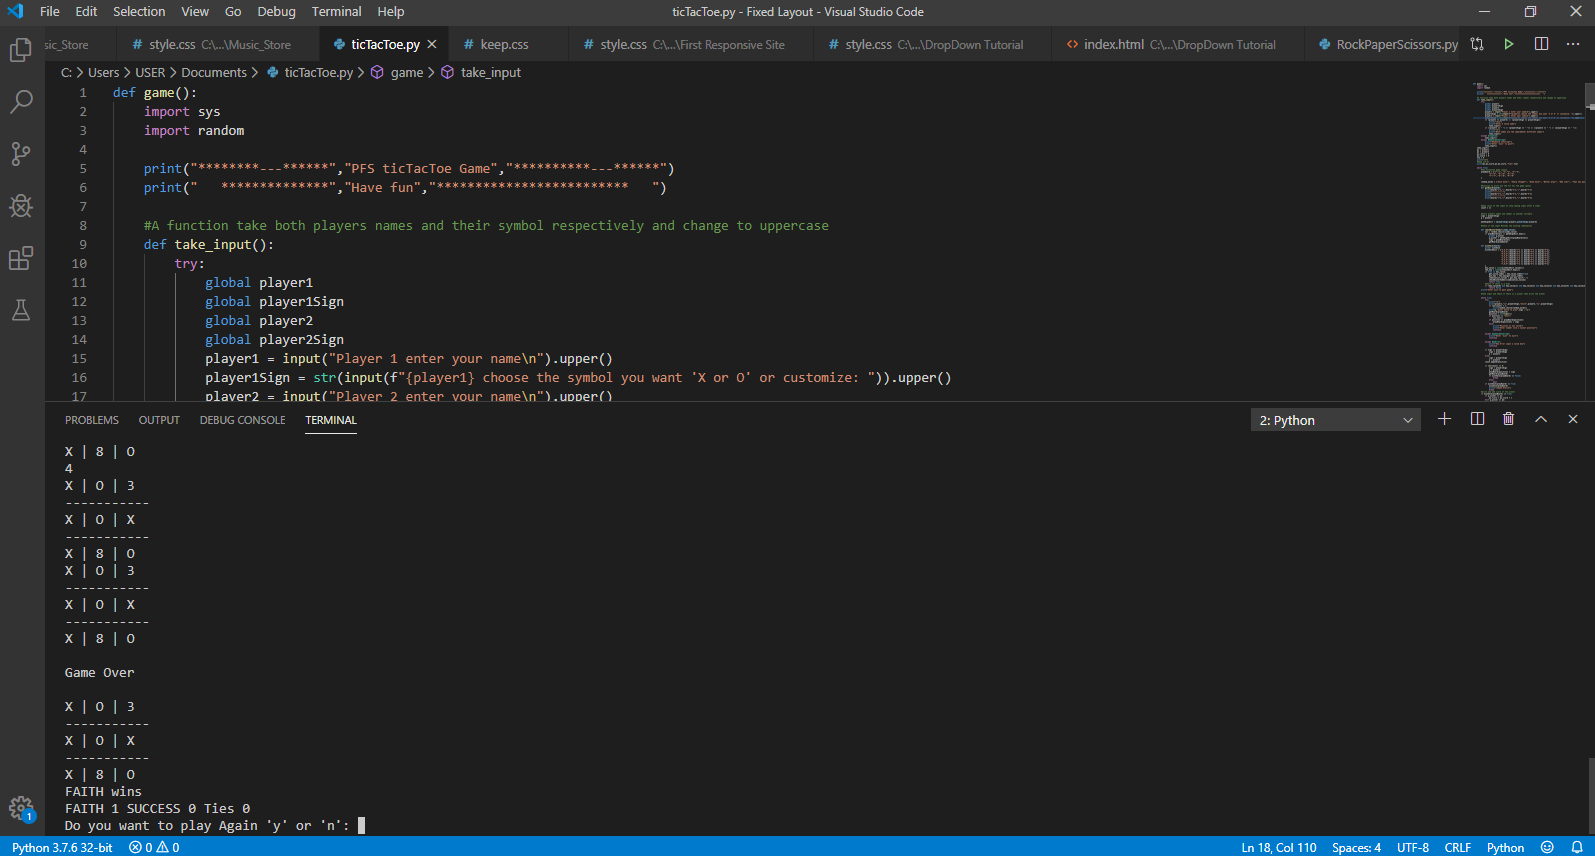 File Edit Selection View Go Debug Terminal Help
ticTacToe.py - Fixed Layout - Visual Studio Code
sic_Store # style.css C:\...\Music_Store ticTacToe.py # keep.css # style.css C:\...\First Responsive Site # style.css C:\...\DropDown Tutorial <> index.html C:\...\DropDown Tutorial RockPaperScissors.py
C: > Users > USER > Documents > ticTacToe.py > game > take_input
1 def game():
2 import sys
3 import random
4
5 print("********---******","PFS ticTacToe Game","**********---******")
6 print("   **************","Have fun","*************************   ")
7
8 #A function take both players names and their symbol respectively and change to uppercase
9 def take_input():
10 try:
11 global player1
12 global player1Sign
13 global player2
14 global player2Sign
15 player1 = input("Player 1 enter your name\n").upper()
16 player1Sign = str(input(f"{player1} choose the symbol you want 'X or O' or customize: ")).upper()
17 player2 = input("Player 2 enter your name\n").upper()
PROBLEMS OUTPUT DEBUG CONSOLE TERMINAL
2: Python
X | 8 | O
4
X | O | 3
-----------
X | O | X
-----------
X | 8 | O
X | O | 3
-----------
X | O | X
-----------
X | 8 | O
Game Over
X | O | 3
-----------
X | O | X
-----------
X | 8 | O
FAITH wins
FAITH 1 SUCCESS 0 Ties 0
Do you want to play Again 'y' or 'n':
1
Python 3.7.6 32-bit 0 0 Ln 18, Col 110 Spaces: 4 UTF-8 CRLF Python